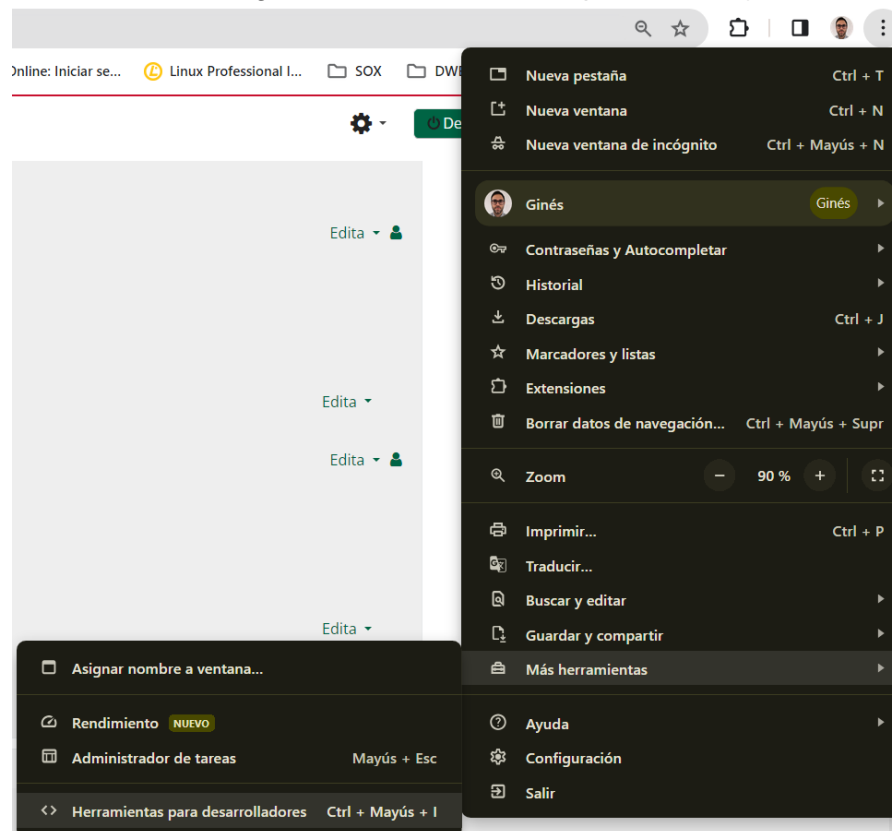 Online: Iniciar se... Linux Professional I... SOX DWE
De
Edita
Edita
Edita
Edita
Nueva pestaña Ctrl + T
Nueva ventana Ctrl + N
Nueva ventana de incógnito Ctrl + Mayús + N
Ginés Ginés
Contraseñas y Autocompletar
Historial
Descargas Ctrl + J
Marcadores y listas
Extensiones
Borrar datos de navegación... Ctrl + Mayús + Supr
Zoom − 90 % +
Imprimir... Ctrl + P
Traducir...
Buscar y editar
Guardar y compartir
Más herramientas
Ayuda
Configuración
Salir
Asignar nombre a ventana...
Rendimiento NUEVO
Administrador de tareas Mayús + Esc
Herramientas para desarrolladores Ctrl + Mayús + I